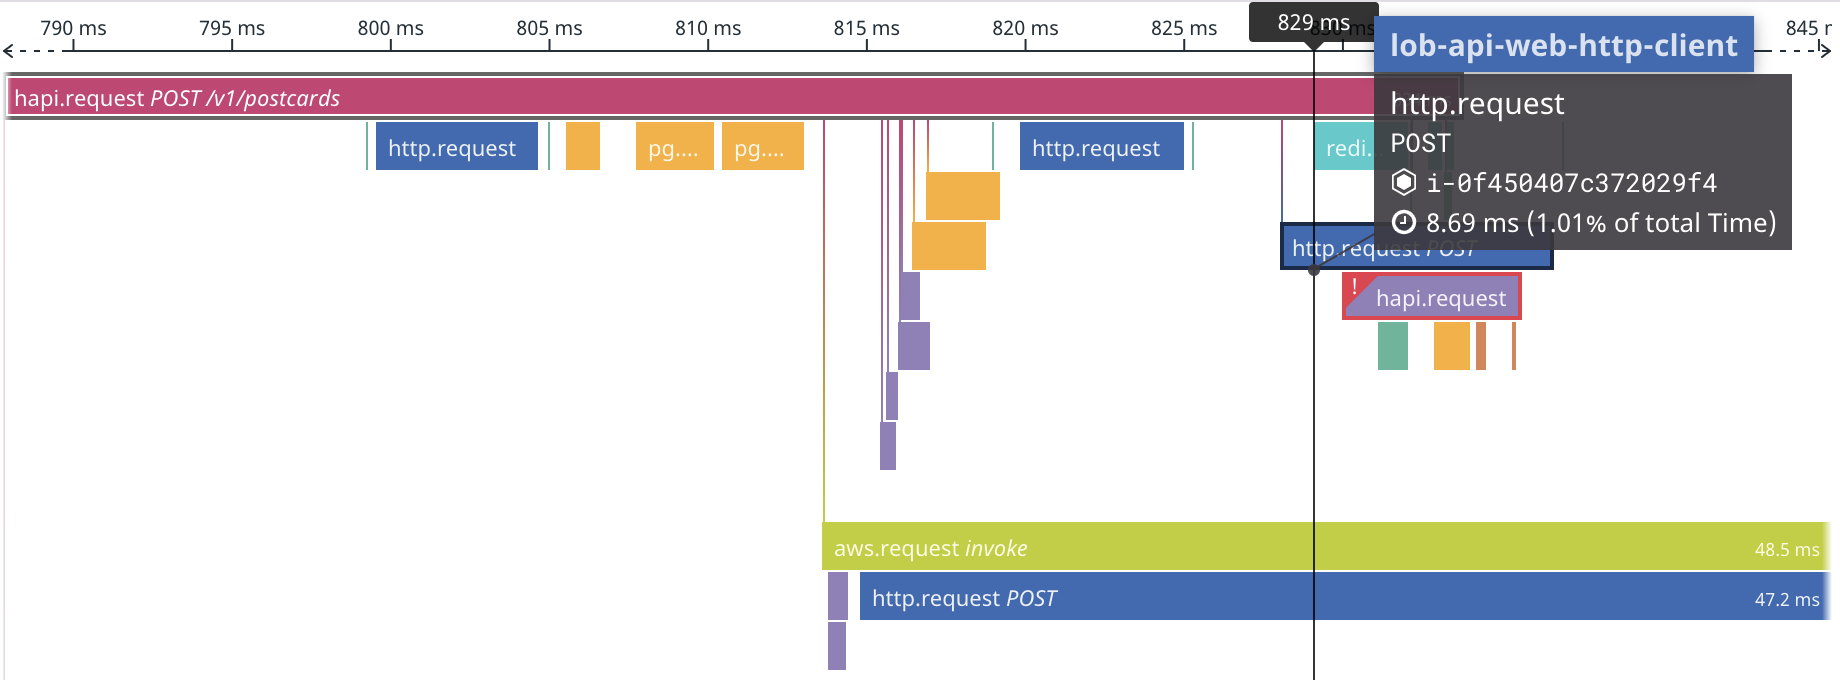 790 ms 795 ms 800 ms 805 ms 810 ms 815 ms 820 ms 825 ms 829 ms 845
lob-api-web-http-client
hapi.request POST /v1/postcards
http.request
POST
i-0f450407c372029f4
8.69 ms (1.01% of total Time)
http.request pg.... pg.... http.request redi...
http.request POST
! hapi.request
aws.request invoke 48.5 ms
http.request POST 47.2 ms